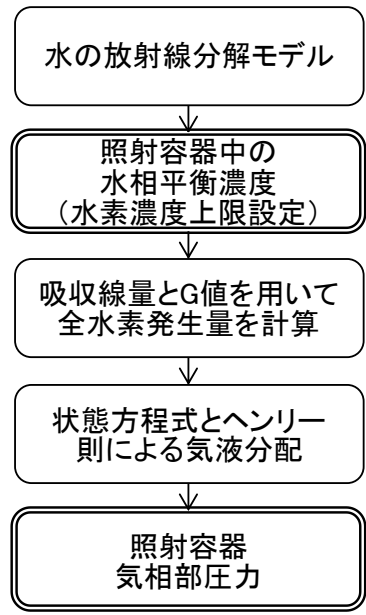 水の放射線分解モデル
照射容器中の
水相平衡濃度
（水素濃度上限設定）
吸収線量とG値を用いて
全水素発生量を計算
状態方程式とヘンリー
則による気液分配
照射容器
気相部圧力